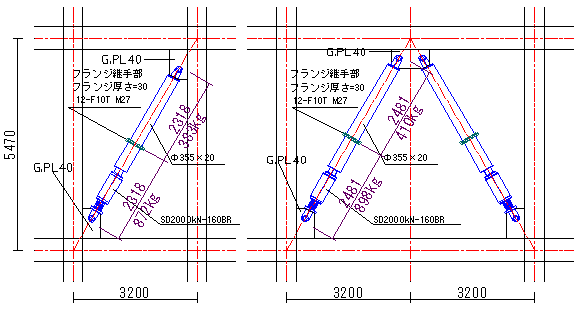 G.PL40
フランジ継手部
フランジ厚さ=30
12-F10T M27
2318
383kg
Φ355×20
5470
G.PL40
2318
872kg
SD2000kN-160BR
3200
G.PL40
フランジ継手部
フランジ厚さ=30
12-F10T M27
2481
410kg
Φ355×20
G.PL40
2481
898kg
SD2000kN-160BR
3200
3200